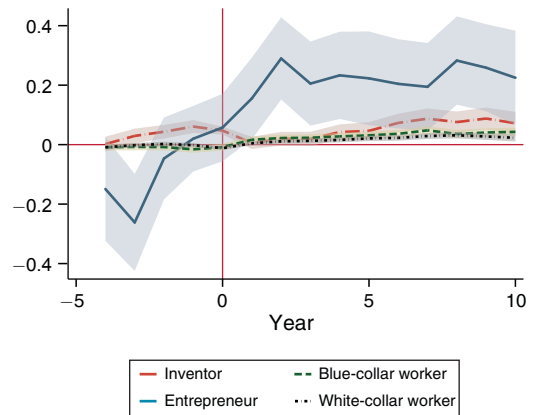 0.4
0.2
0
−0.2
−0.4
−5 0 5 10
Year
Inventor Blue-collar worker
Entrepreneur White-collar worker